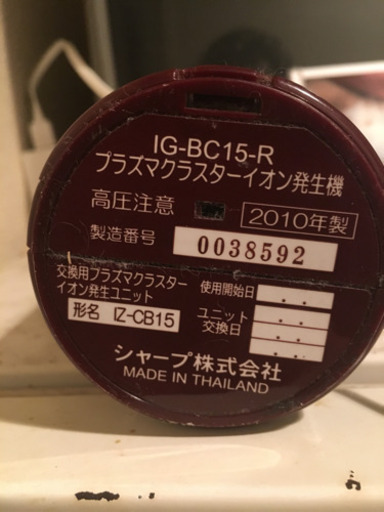 IG-BC15-R
プラズマクラスターイオン発生機
高圧注意
2010年製
製造番号 0038592
交換用プラズマクラスター
イオン発生ユニット
形名 IZ-CB15
使用開始日 . .
ユニット
交換日 . .
. .
. .
シャープ株式会社
MADE IN THAILAND